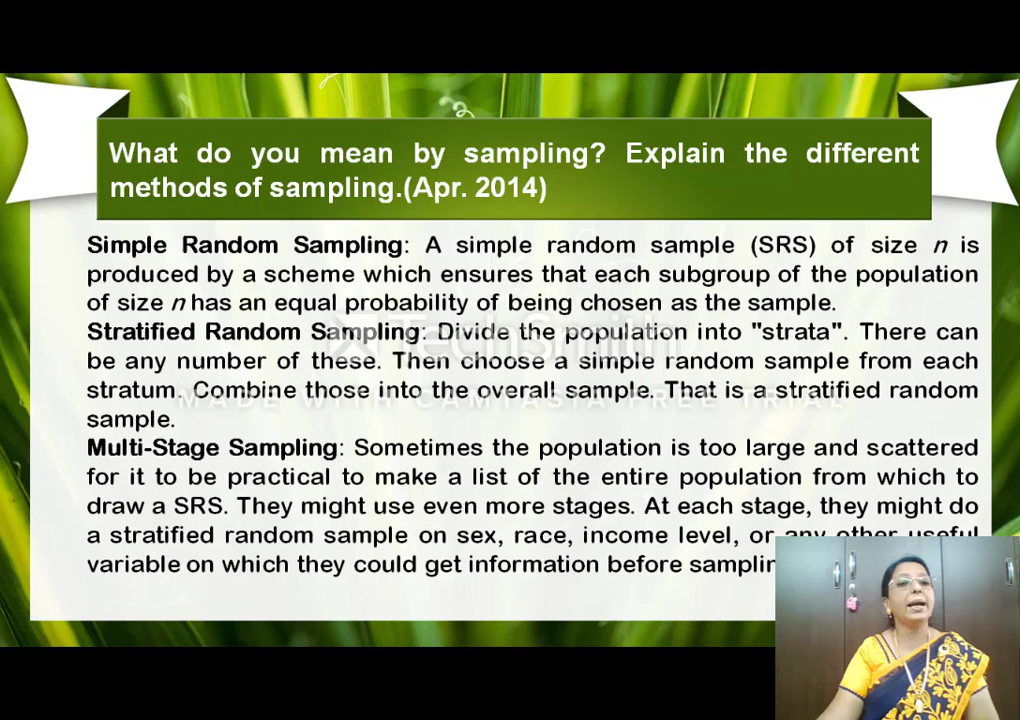 What do you mean by sampling? Explain the different
methods of sampling.(Apr. 2014)
Simple Random Sampling: A simple random sample (SRS) of size n is
produced by a scheme which ensures that each subgroup of the population
of size n has an equal probability of being chosen as the sample.
Stratified Random Sampling: Divide the population into "strata". There can
be any number of these. Then choose a simple random sample from each
stratum. Combine those into the overall sample. That is a stratified random
sample.
Multi-Stage Sampling: Sometimes the population is too large and scattered
for it to be practical to make a list of the entire population from which to
draw a SRS. They might use even more stages. At each stage, they might do
a stratified random sample on sex, race, income level, or any other useful
variable on which they could get information before
TechSmith
MADE WITH CAMTASIA FREE TRIAL